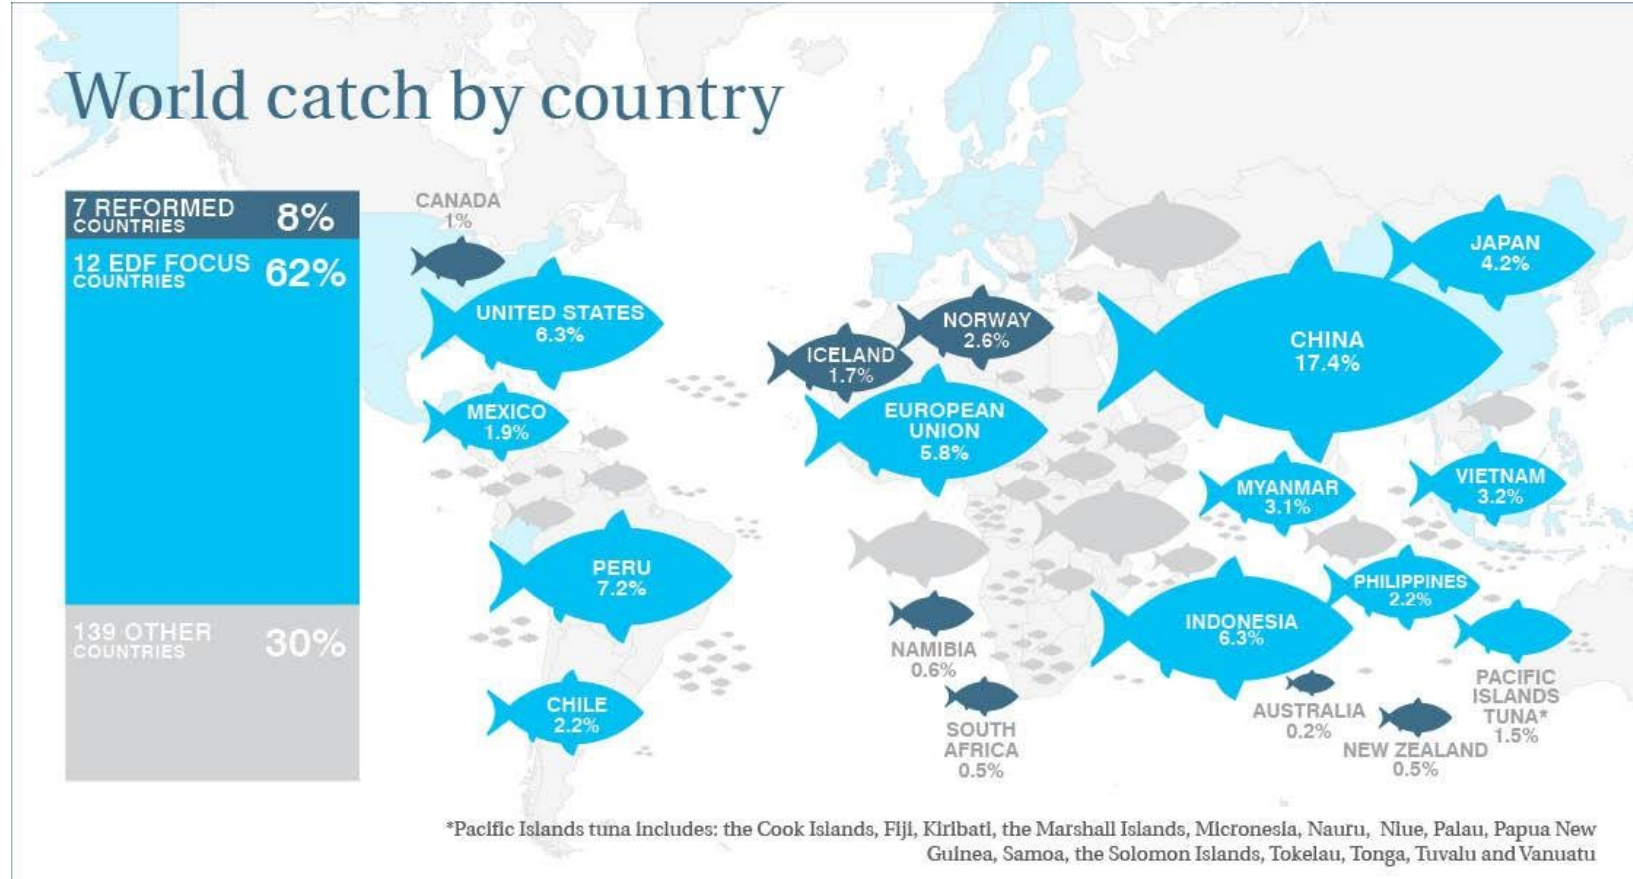 World catch by country
7 REFORMED
COUNTRIES
8%
12 EDF FOCUS
COUNTRIES
62%
139 OTHER
COUNTRIES
30%
CANADA
1%
UNITED STATES
6.3%
MEXICO
1.9%
PERU
7.2%
CHILE
2.2%
ICELAND
1.7%
NORWAY
2.6%
EUROPEAN
UNION
5.8%
NAMIBIA
0.6%
SOUTH
AFRICA
0.5%
JAPAN
4.2%
CHINA
17.4%
MYANMAR
3.1%
VIETNAM
3.2%
INDONESIA
6.3%
PHILIPPINES
2.2%
AUSTRALIA
0.2%
NEW ZEALAND
0.5%
PACIFIC
ISLANDS
TUNA*
1.5%
*Pacific Islands tuna includes: the Cook Islands, Fiji, Kiribati, the Marshall Islands, Micronesia, Nauru, Niue, Palau, Papua New
Guinea, Samoa, the Solomon Islands, Tokelau, Tonga, Tuvalu and Vanuatu